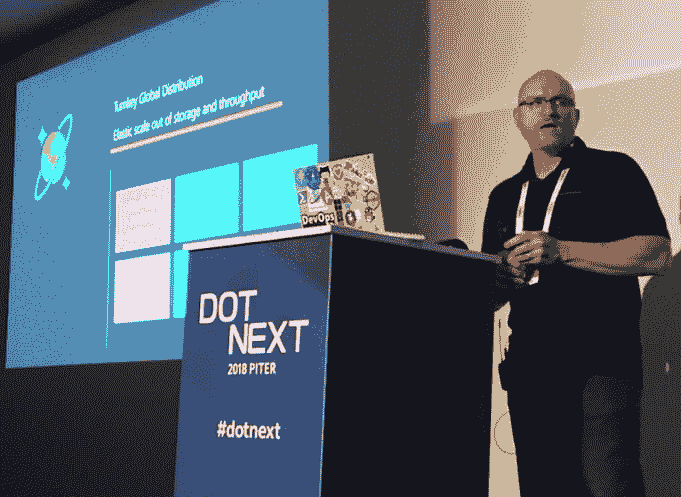 Turnkey Global Distribution
Elastic scale out of storage and throughput
DevOps
DOT
NEXT
2018 PITER
#dotnext